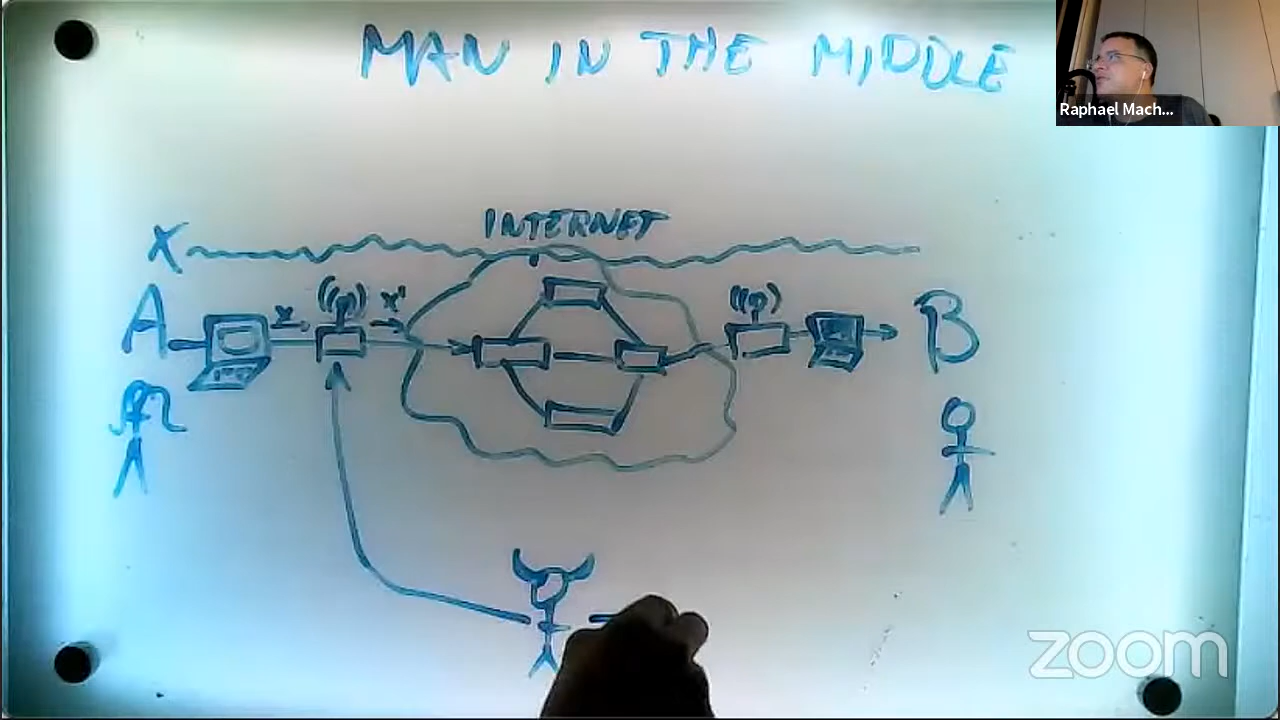 MAN IN THE MIDDLE
Raphael Mach...
INTERNET
X
A
x
x'
B
zoom